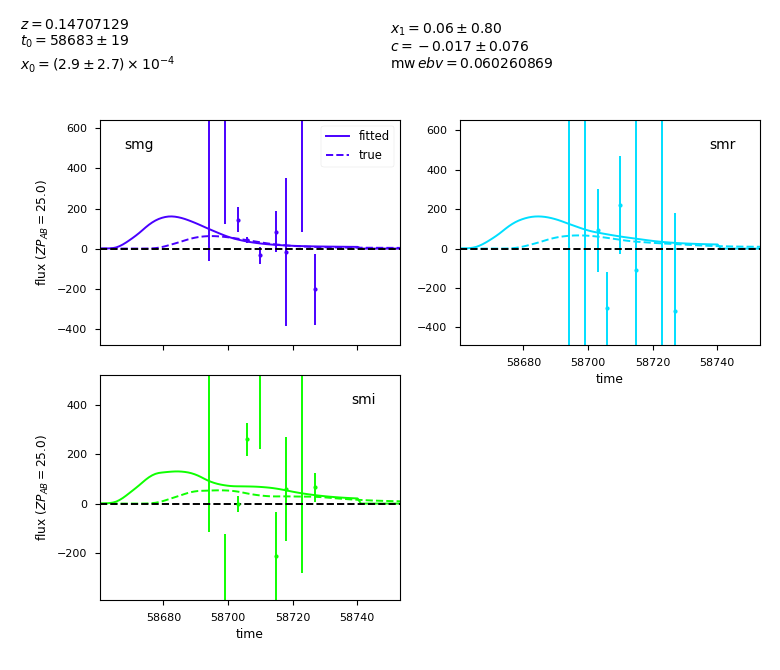 z = 0.14707129
t₀ = 58683 ± 19
x₀ = (2.9 ± 2.7) × 10⁻⁴
x₁ = 0.06 ± 0.80
c = −0.017 ± 0.076
mw ebv = 0.060260869
smg
fitted
true
600
400
200
0
−200
−400
flux (ZP_AB = 25.0)
smr
600
400
200
0
−200
−400
58680 58700 58720 58740
time
smi
400
200
0
−200
flux (ZP_AB = 25.0)
58680 58700 58720 58740
time